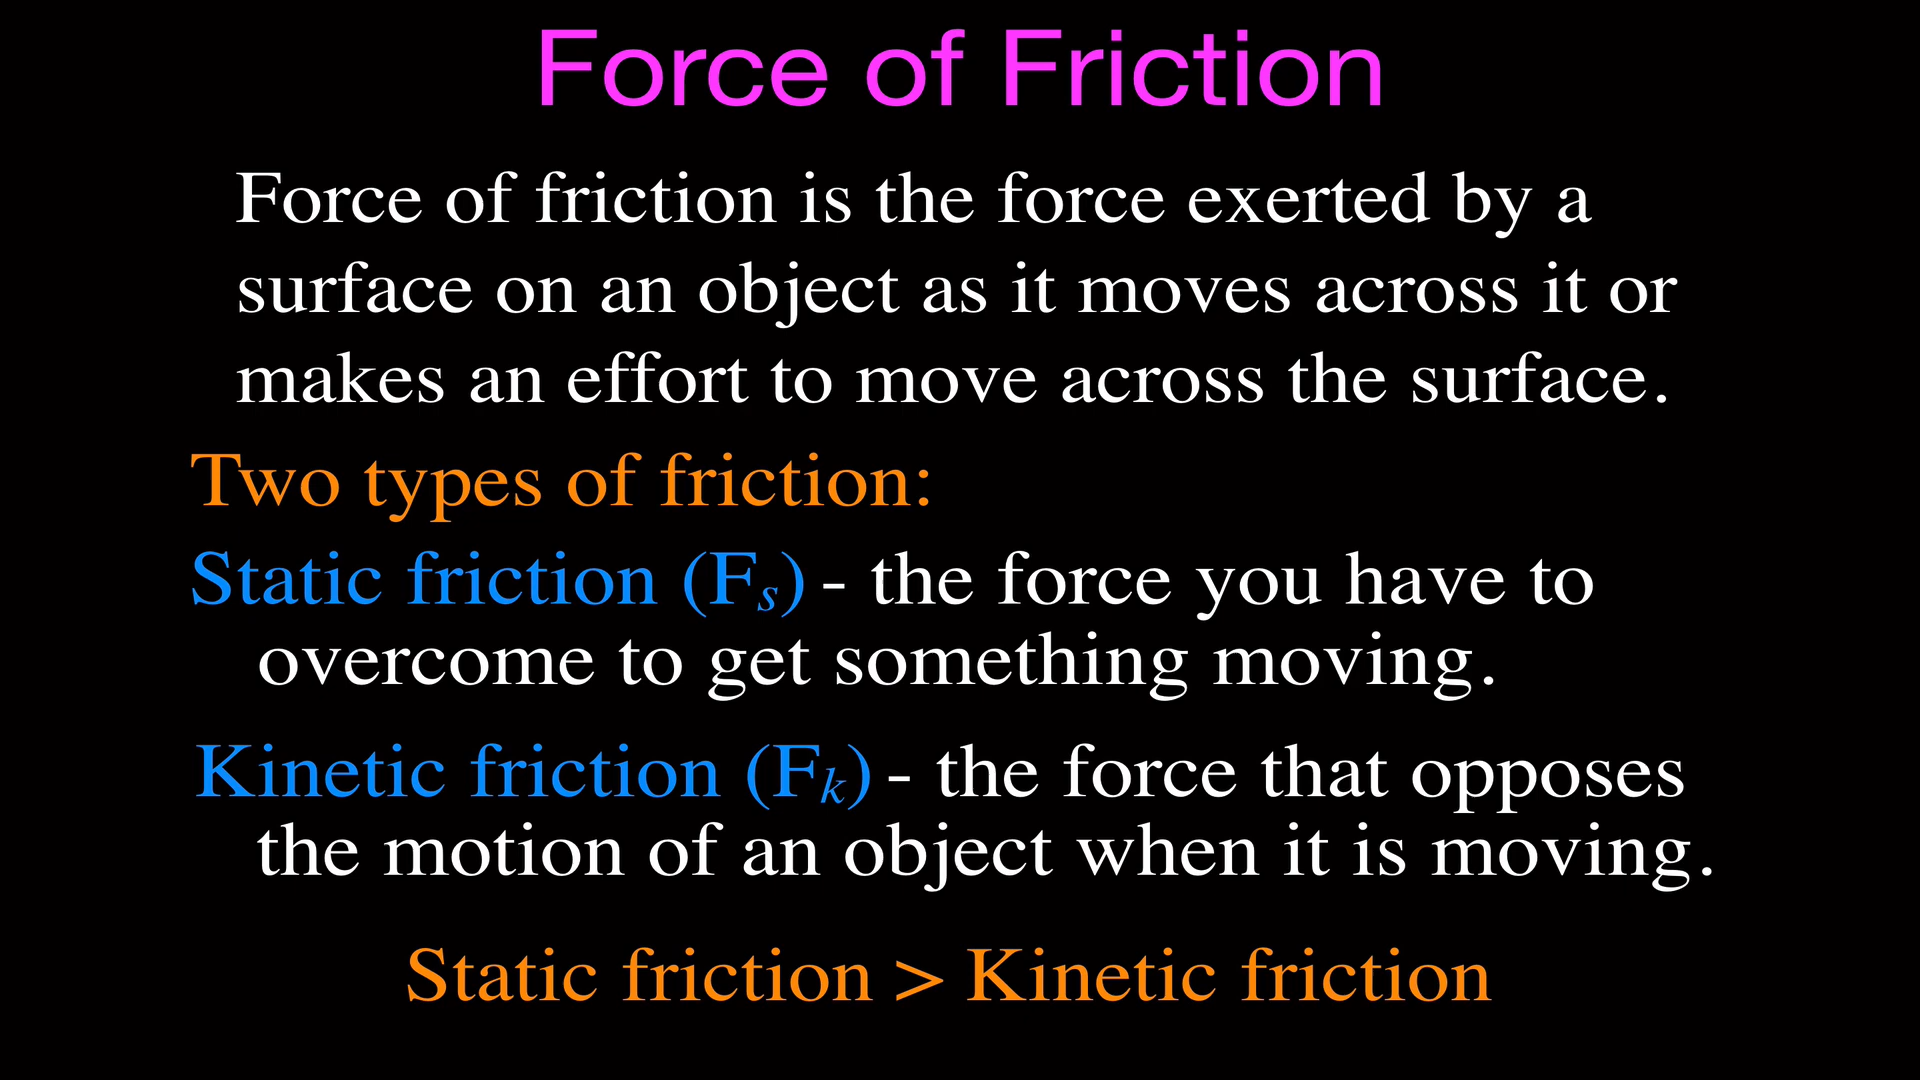 Force of Friction
Force of friction is the force exerted by a
surface on an object as it moves across it or
makes an effort to move across the surface.
Two types of friction:
Static friction (Fs) - the force you have to
overcome to get something moving.
Kinetic friction (Fk) - the force that opposes
the motion of an object when it is moving.
Static friction > Kinetic friction